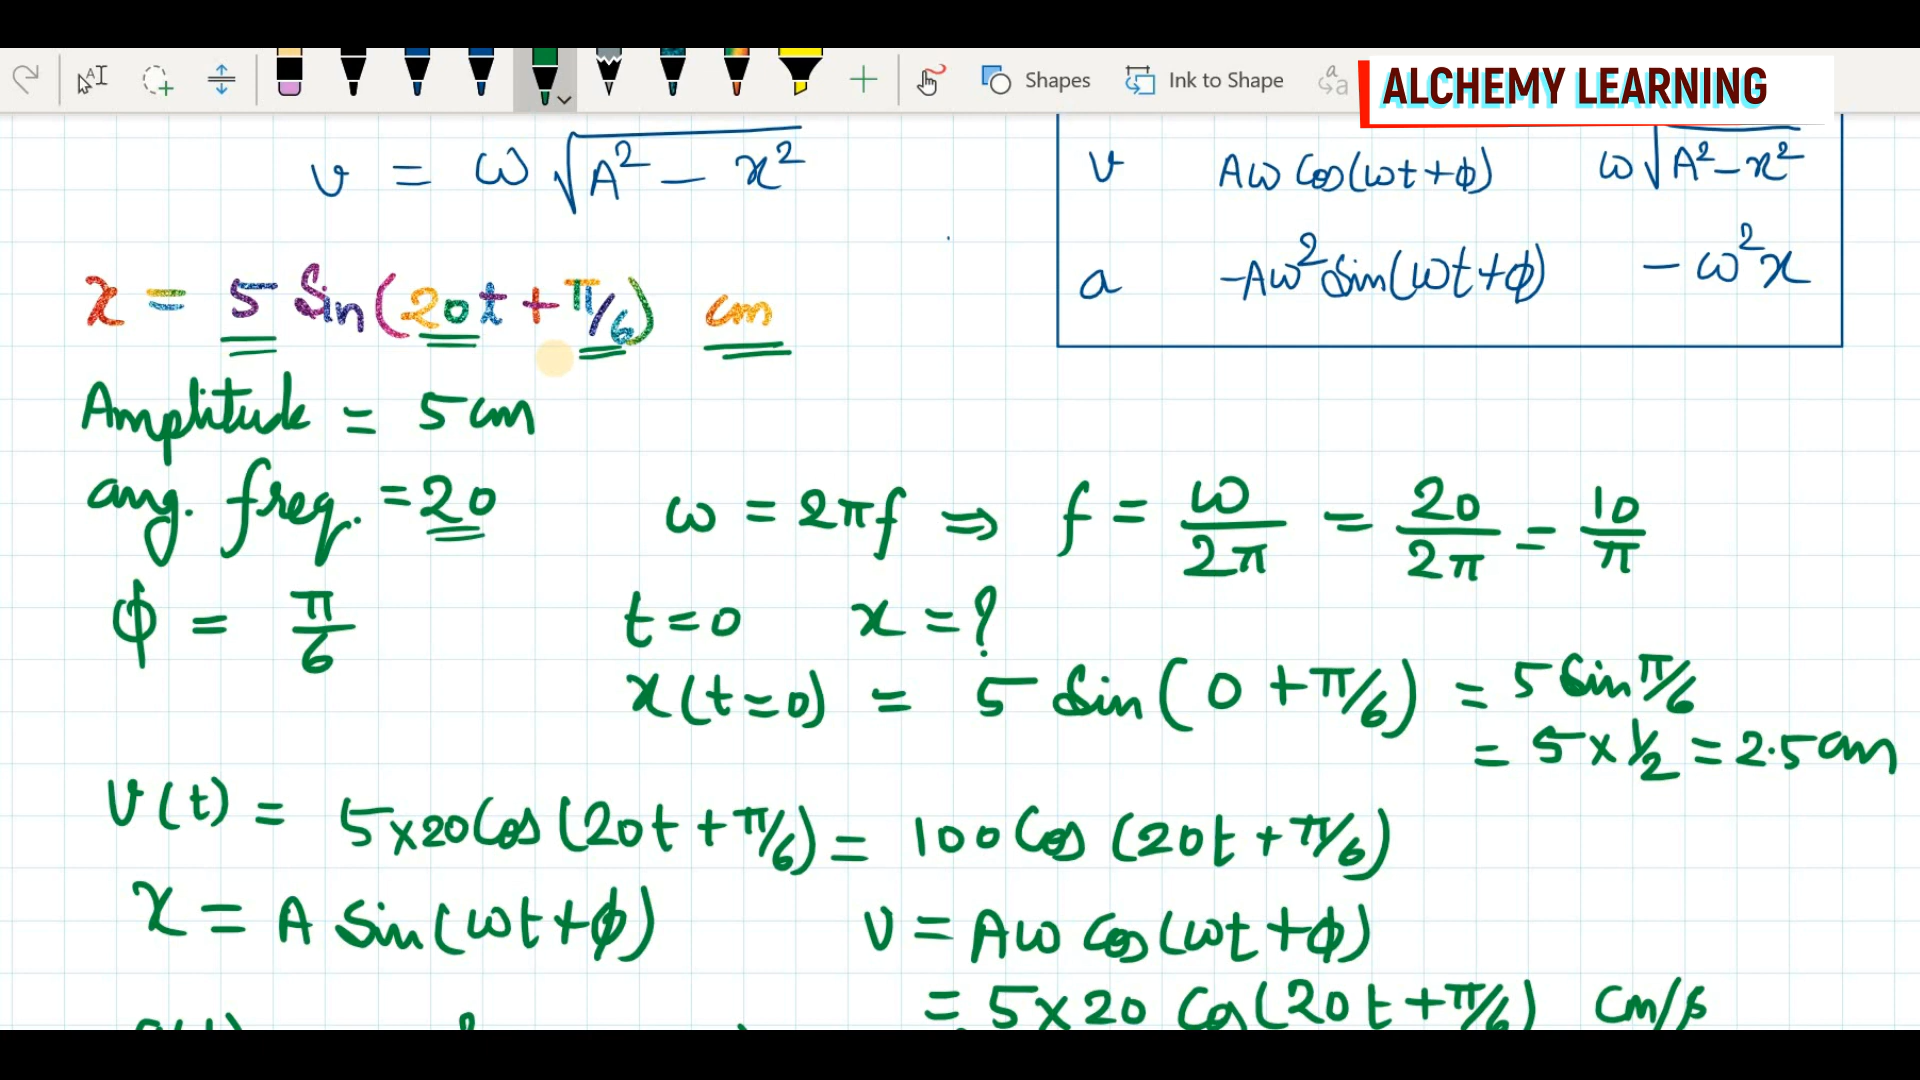 Shapes
Ink to Shape
ALCHEMY LEARNING
v = ω √A² − x²
v Aω Cos(ωt+φ) ω√A²−x²
a −Aω² Sin(ωt+φ) −ω²x
x = 5 Sin(20t + π/6) cm
Amplitude = 5 cm
ang. freq. = 20 ω = 2πf ⇒ f = ω/2π = 20/2π = 10/π
φ = π/6 t=0 x = ?
x(t=0) = 5 Sin(0 + π/6) = 5 Sin π/6
= 5 × 1/2 = 2.5 cm
V(t) = 5×20 Cos(20t + π/6) = 100 Cos(20t + π/6)
x = A Sin(ωt+φ) v = Aω Cos(ωt+φ)
= 5×20 Cos(20t + π/6) cm/s